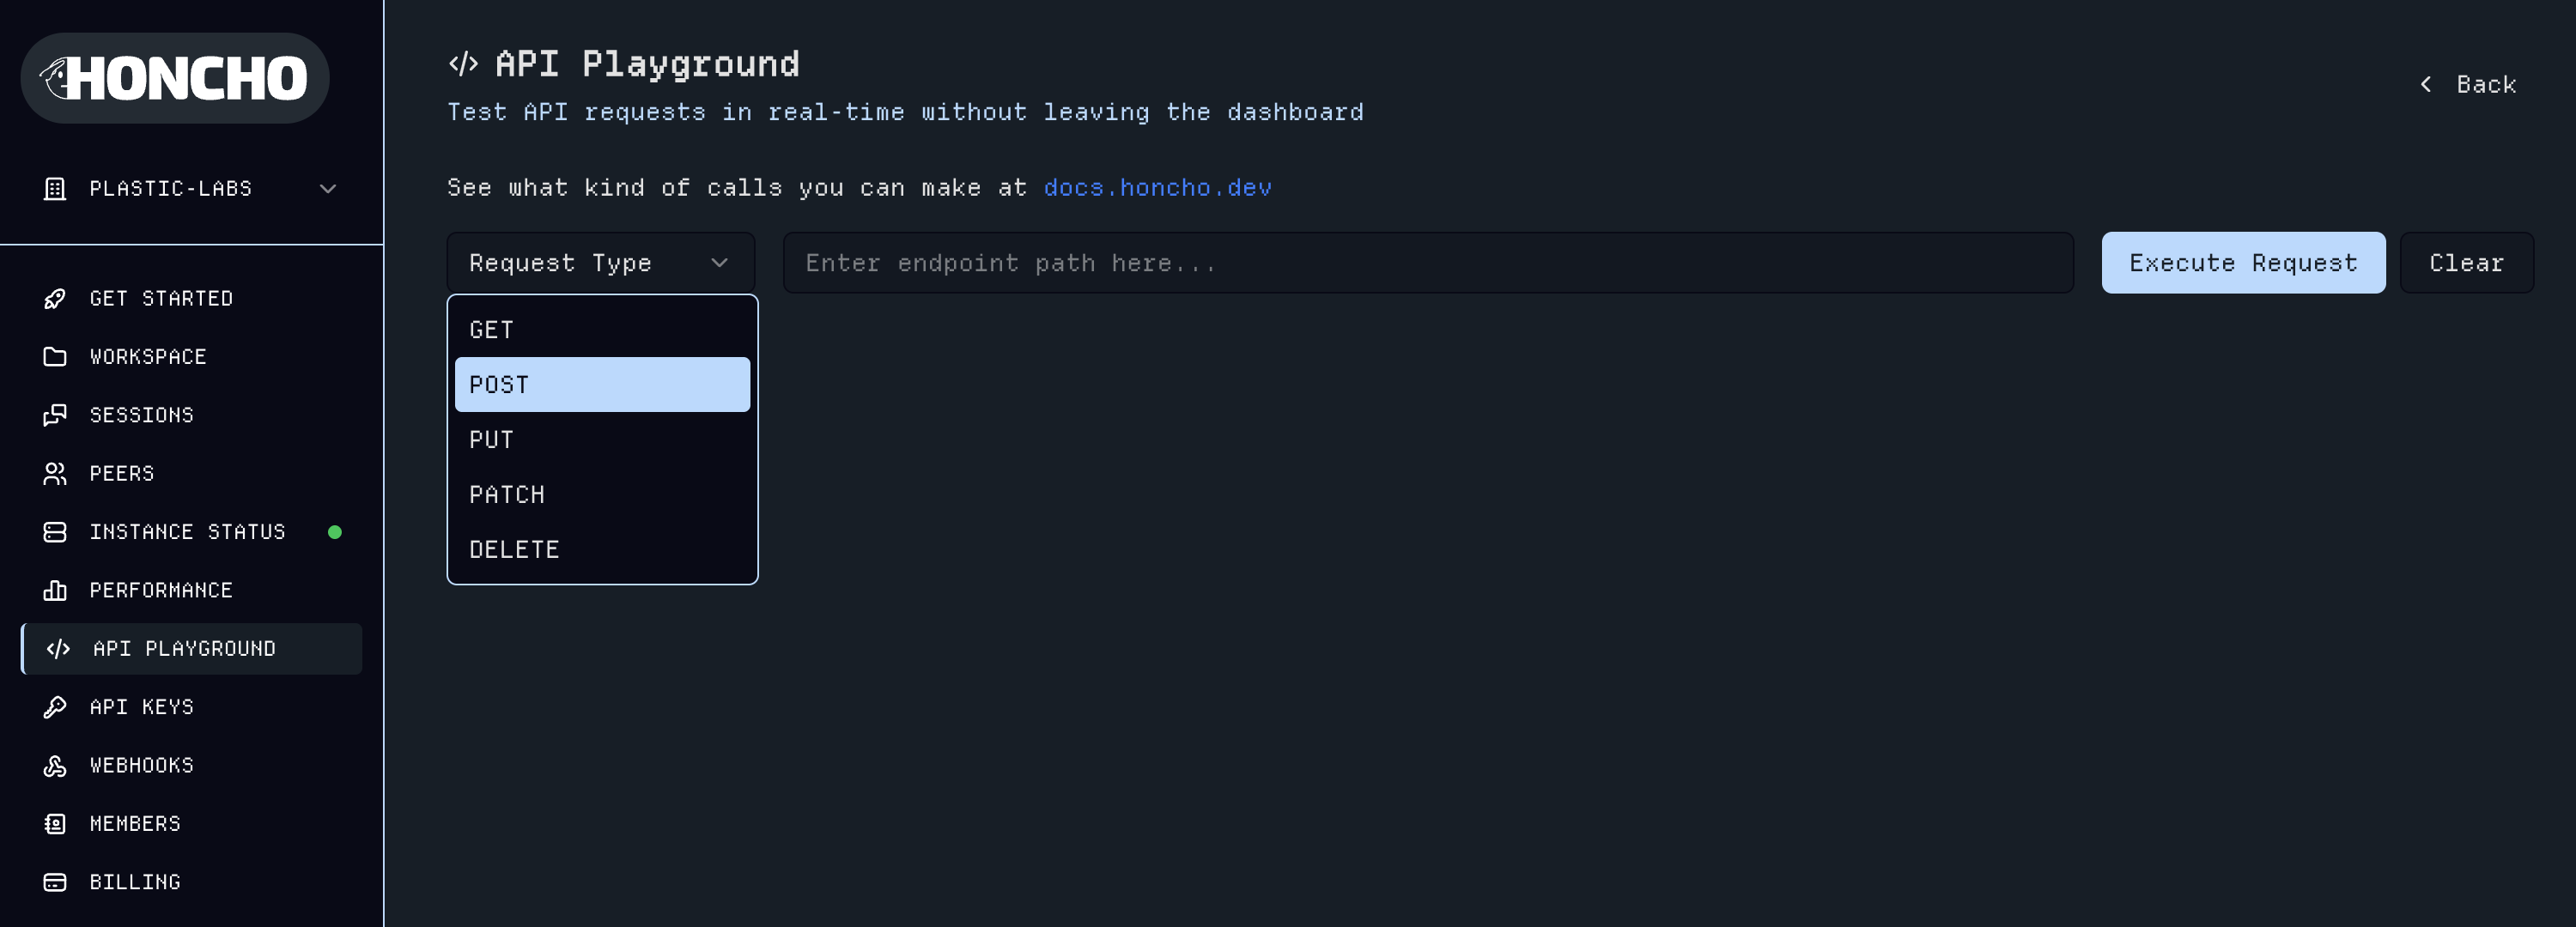 HONCHO
PLASTIC-LABS
GET STARTED
WORKSPACE
SESSIONS
PEERS
INSTANCE STATUS
PERFORMANCE
API PLAYGROUND
API KEYS
WEBHOOKS
MEMBERS
BILLING
</> API Playground
Back
Test API requests in real-time without leaving the dashboard
See what kind of calls you can make at docs.honcho.dev
Request Type
Enter endpoint path here...
Execute Request
Clear
GET
POST
PUT
PATCH
DELETE